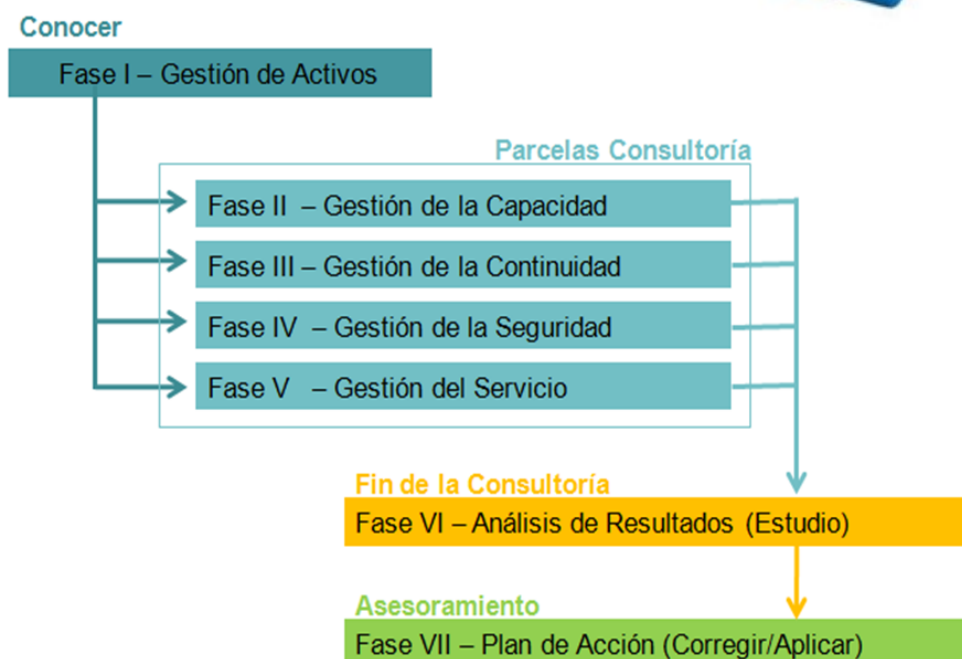 Conocer
Fase I – Gestión de Activos
Parcelas Consultoría
Fase II – Gestión de la Capacidad
Fase III – Gestión de la Continuidad
Fase IV – Gestión de la Seguridad
Fase V – Gestión del Servicio
Fin de la Consultoría
Fase VI – Análisis de Resultados (Estudio)
Asesoramiento
Fase VII – Plan de Acción (Corregir/Aplicar)